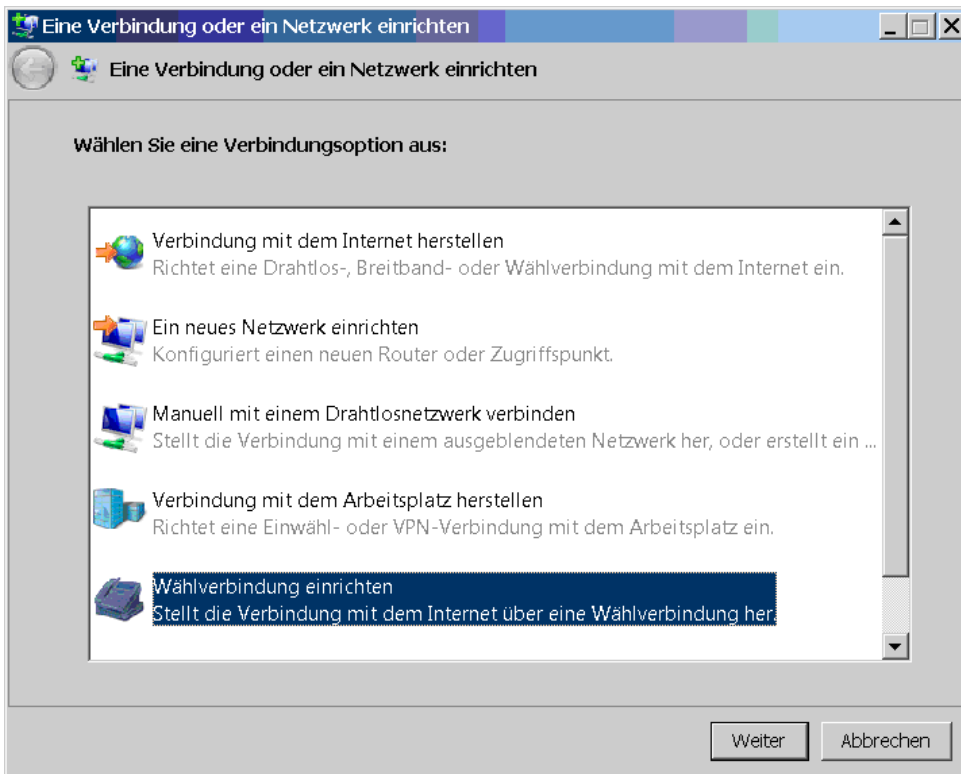 Eine Verbindung oder ein Netzwerk einrichten
Eine Verbindung oder ein Netzwerk einrichten
Wählen Sie eine Verbindungsoption aus:
Verbindung mit dem Internet herstellen
Richtet eine Drahtlos-, Breitband- oder Wählverbindung mit dem Internet ein.
Ein neues Netzwerk einrichten
Konfiguriert einen neuen Router oder Zugriffspunkt.
Manuell mit einem Drahtlosnetzwerk verbinden
Stellt die Verbindung mit einem ausgeblendeten Netzwerk her, oder erstellt ein ...
Verbindung mit dem Arbeitsplatz herstellen
Richtet eine Einwähl- oder VPN-Verbindung mit dem Arbeitsplatz ein.
Wählverbindung einrichten
Stellt die Verbindung mit dem Internet über eine Wählverbindung her.
Weiter
Abbrechen